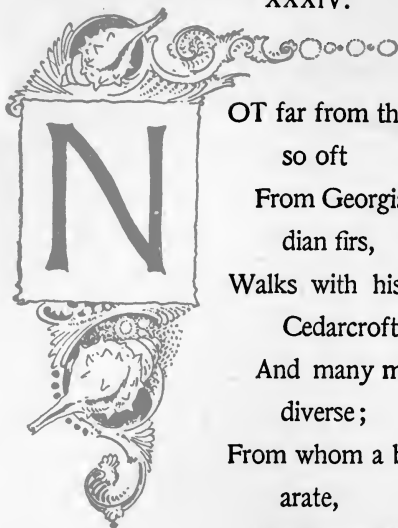 XXXIV.
NOT far from th
so oft
From Georgi
dian firs,
Walks with his
Cedarcroft
And many m
diverse;
From whom a b
arate,